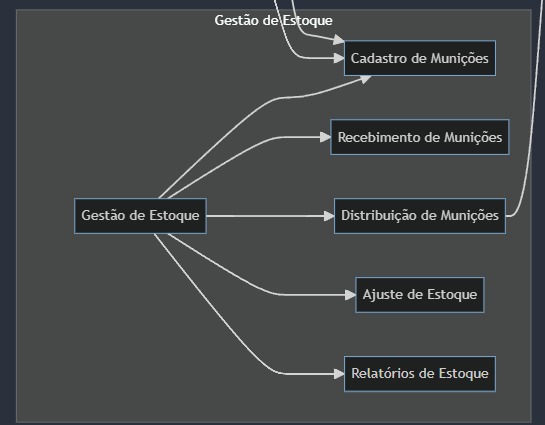 Gestão de Estoque
Cadastro de Munições
Recebimento de Munições
Gestão de Estoque
Distribuição de Munições
Ajuste de Estoque
Relatórios de Estoque